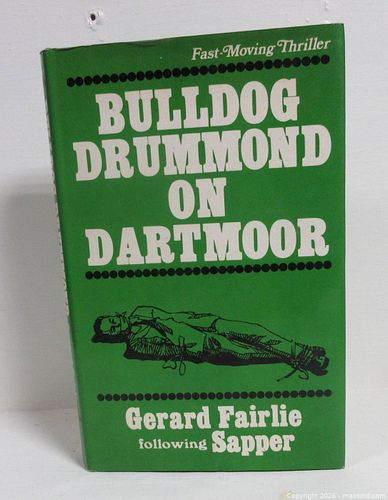 Fast-Moving Thriller
BULLDOG
DRUMMOND
ON
DARTMOOR
Gerard Fairlie
following Sapper